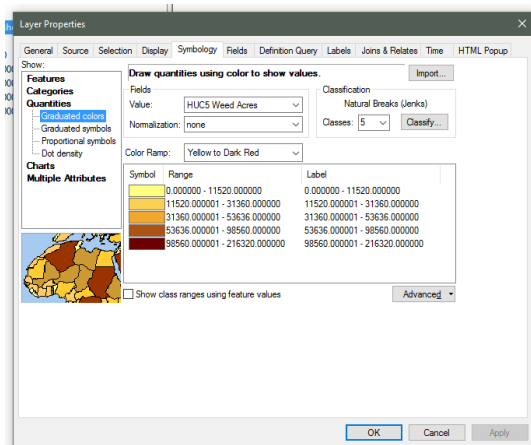 Layer Properties
General Source Selection Display Symbology Fields Definition Query Labels Joins & Relates Time HTML Popup
Show:
Features
Categories
Quantities
Graduated colors
Graduated symbols
Proportional symbols
Dot density
Charts
Multiple Attributes
Draw quantities using color to show values.
Import...
Fields
Value: HUC5 Weed Acres
Normalization: none
Classification
Natural Breaks (Jenks)
Classes: 5 Classify...
Color Ramp: Yellow to Dark Red
Symbol Range Label
0.000000 - 11520.000000 0.000000 - 11520.000000
11520.000001 - 31360.000000 11520.000001 - 31360.000000
31360.000001 - 53636.000000 31360.000001 - 53636.000000
53636.000001 - 98560.000000 53636.000001 - 98560.000000
98560.000001 - 216320.000000 98560.000001 - 216320.000000
Show class ranges using feature values
Advanced
OK Cancel Apply